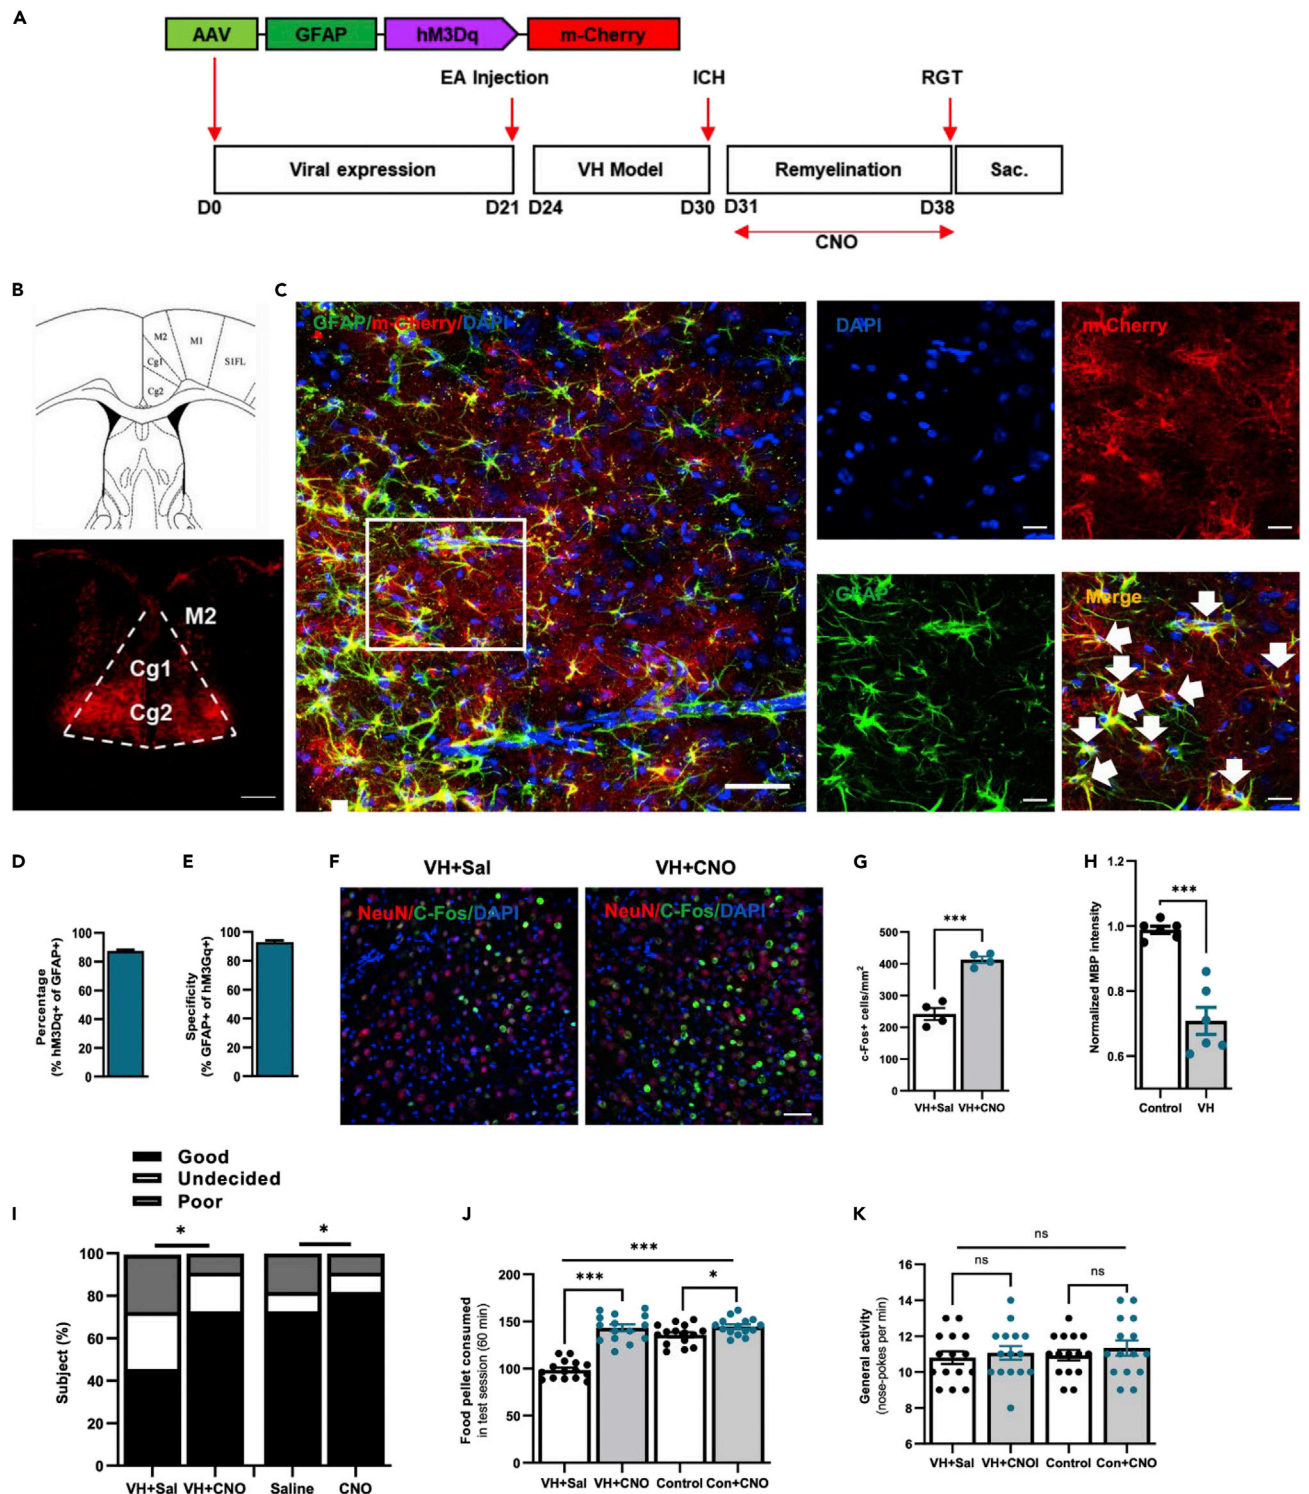 A
AAV GFAP hM3Dq m-Cherry
EA Injection ICH RGT
Viral expression VH Model Remyelination Sac.
D0 D21 D24 D30 D31 D38
CNO
B
M2 M1
Cg1 S1FL
Cg2
M2
Cg1
Cg2
C
GFAP/m-Cherry/DAPI
DAPI
m-Cherry
GFAP
Merge
D
Percentage
(% hM3Dq+ of GFAP+)
100
80
60
40
20
0
E
Specificity
(% GFAP+ of hM3Gq+)
100
80
60
40
20
0
F
VH+Sal VH+CNO
NeuN/C-Fos/DAPI NeuN/C-Fos/DAPI
G
c-Fos+ cells/mm2
500
400
300
200
100
0
***
VH+Sal VH+CNO
H
Normalized MBP intensity
1.2
1.0
0.8
0.6
***
Control VH
Good
Undecided
Poor
I
Subject (%)
100
80
60
40
20
0
* *
VH+Sal VH+CNO Saline CNO
J
Food pellet consumed
in test session (60 min)
200
150
100
50
0
***
*** *
VH+Sal VH+CNO Control Con+CNO
K
General activity
(nose-pokes per min)
16
14
12
10
8
6
ns
ns ns
VH+Sal VH+CNOI Control Con+CNO